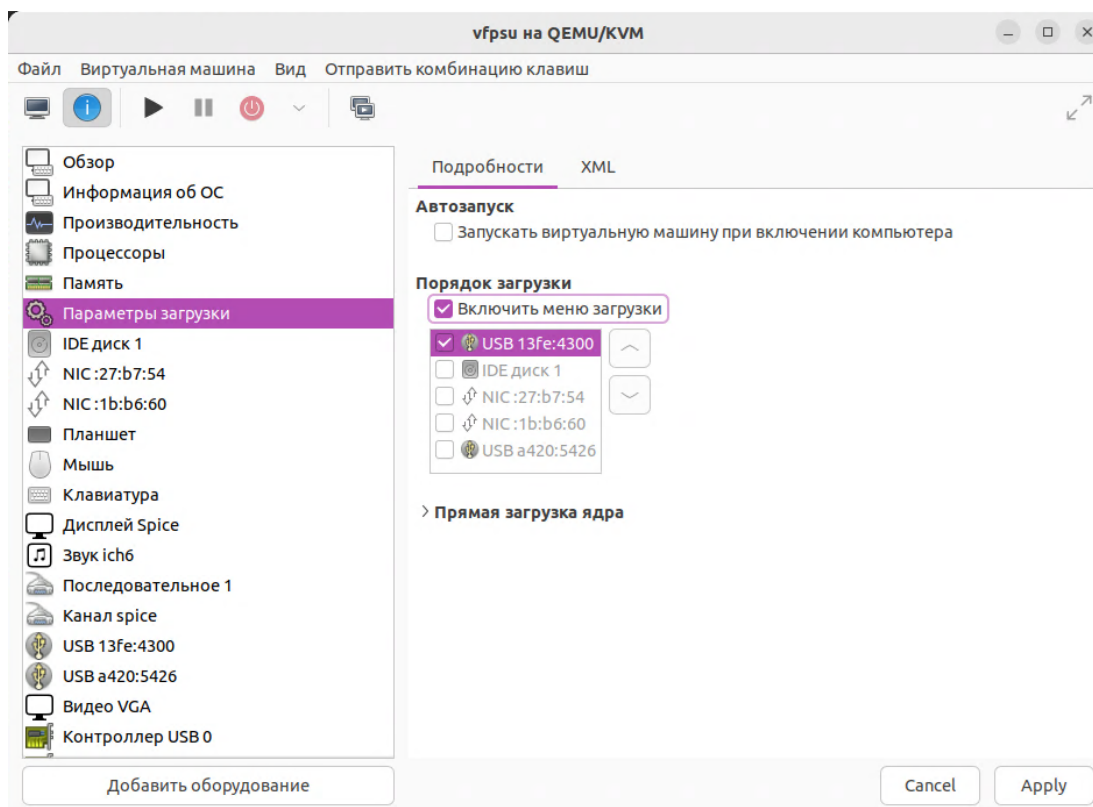 vfpsu на QEMU/KVM
Файл Виртуальная машина Вид Отправить комбинацию клавиш
Обзор
Информация об ОС
Производительность
Процессоры
Память
Параметры загрузки
IDE диск 1
NIC :27:b7:54
NIC :1b:b6:60
Планшет
Мышь
Клавиатура
Дисплей Spice
Звук ich6
Последовательное 1
Канал spice
USB 13fe:4300
USB a420:5426
Видео VGA
Контроллер USB 0
Добавить оборудование
Подробности XML
Автозапуск
Запускать виртуальную машину при включении компьютера
Порядок загрузки
Включить меню загрузки
USB 13fe:4300
IDE диск 1
NIC :27:b7:54
NIC :1b:b6:60
USB a420:5426
Прямая загрузка ядра
Cancel Apply